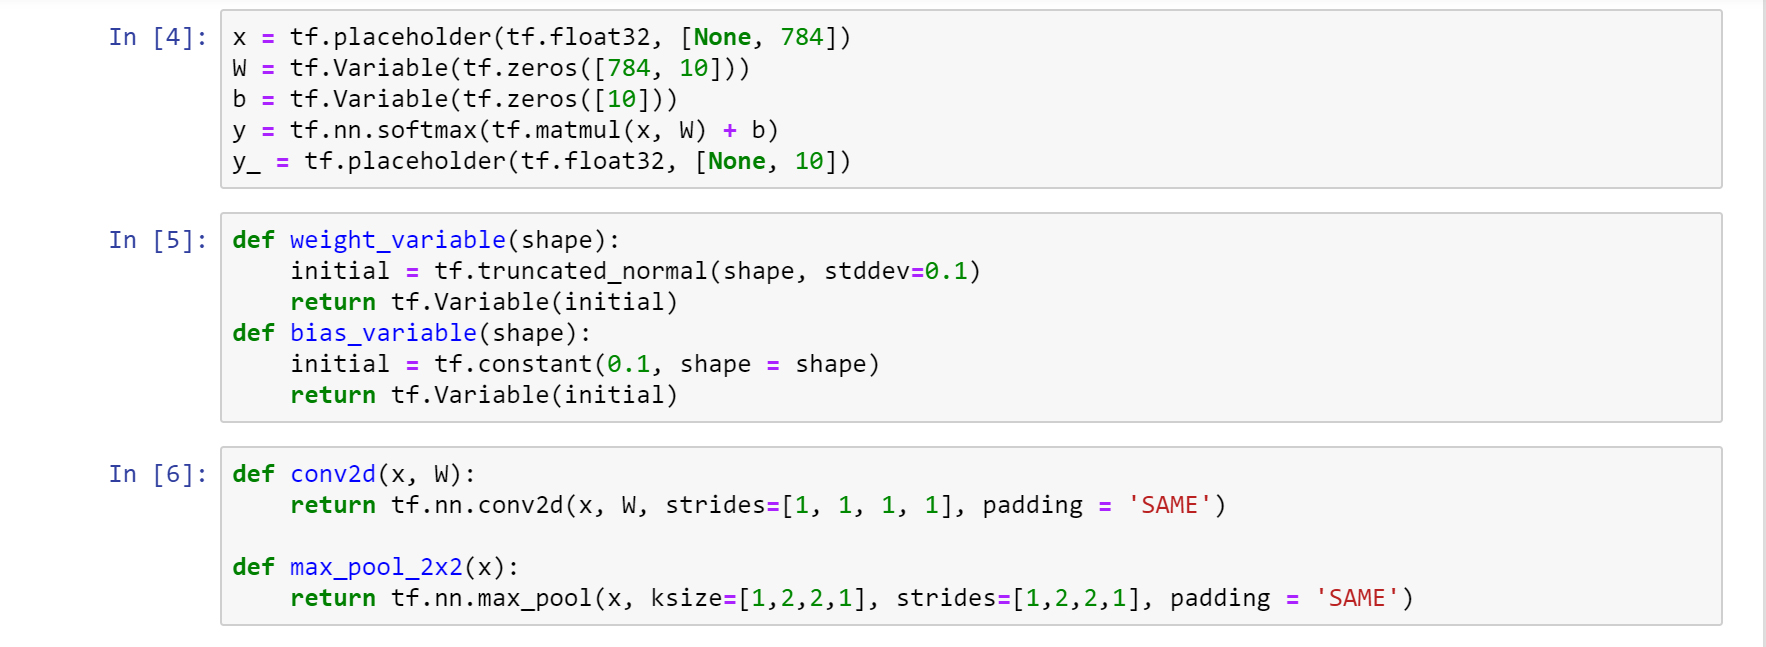 In [4]: x = tf.placeholder(tf.float32, [None, 784])
W = tf.Variable(tf.zeros([784, 10]))
b = tf.Variable(tf.zeros([10]))
y = tf.nn.softmax(tf.matmul(x, W) + b)
y_ = tf.placeholder(tf.float32, [None, 10])
In [5]: def weight_variable(shape):
    initial = tf.truncated_normal(shape, stddev=0.1)
    return tf.Variable(initial)
def bias_variable(shape):
    initial = tf.constant(0.1, shape = shape)
    return tf.Variable(initial)
In [6]: def conv2d(x, W):
    return tf.nn.conv2d(x, W, strides=[1, 1, 1, 1], padding = 'SAME')
def max_pool_2x2(x):
    return tf.nn.max_pool(x, ksize=[1,2,2,1], strides=[1,2,2,1], padding = 'SAME')